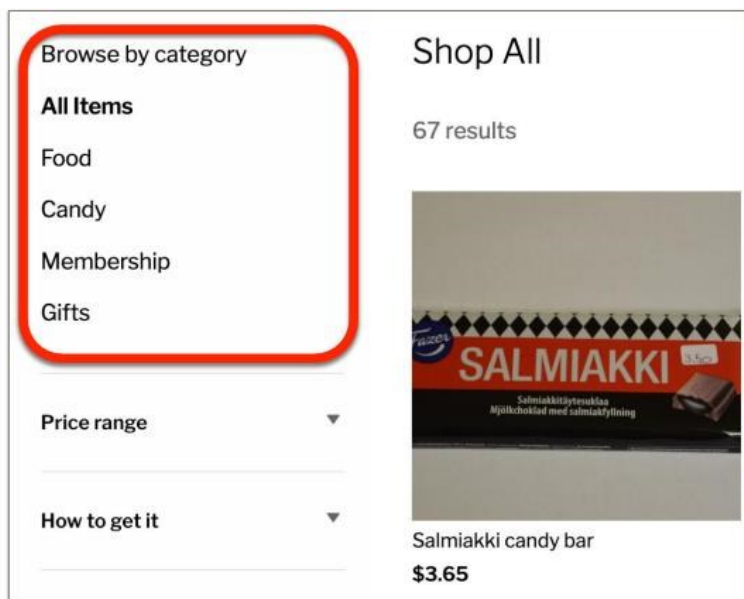 Browse by category
All Items
Food
Candy
Membership
Gifts
Price range
How to get it
Shop All
67 results
Fazer
SALMIAKKI
3.50
Salmiakkitäytesuklaa
Mjölkchoklad med salmiakfyllning
Salmiakki candy bar
$3.65